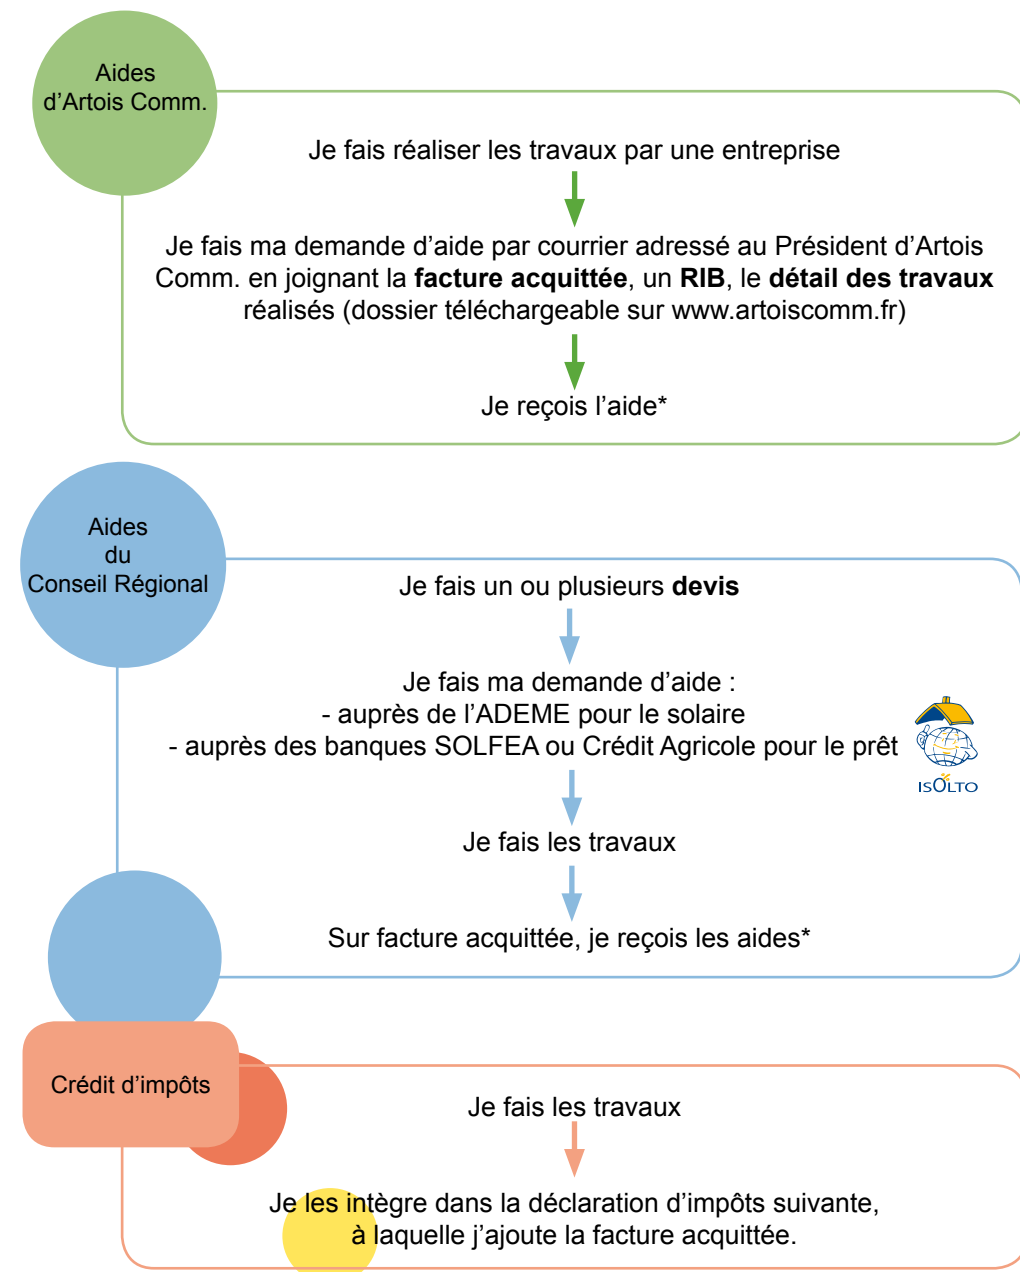 Aides
d'Artois Comm.
Je fais réaliser les travaux par une entreprise
Je fais ma demande d'aide par courrier adressé au Président d'Artois
Comm. en joignant la facture acquittée, un RIB, le détail des travaux
réalisés (dossier téléchargeable sur www.artoiscomm.fr)
Je reçois l'aide*
Aides
du
Conseil Régional
Je fais un ou plusieurs devis
Je fais ma demande d'aide :
- auprès de l'ADEME pour le solaire
- auprès des banques SOLFEA ou Crédit Agricole pour le prêt
ISOLTO
Je fais les travaux
Sur facture acquittée, je reçois les aides*
Crédit d'impôts
Je fais les travaux
Je les intègre dans la déclaration d'impôts suivante,
à laquelle j'ajoute la facture acquittée.